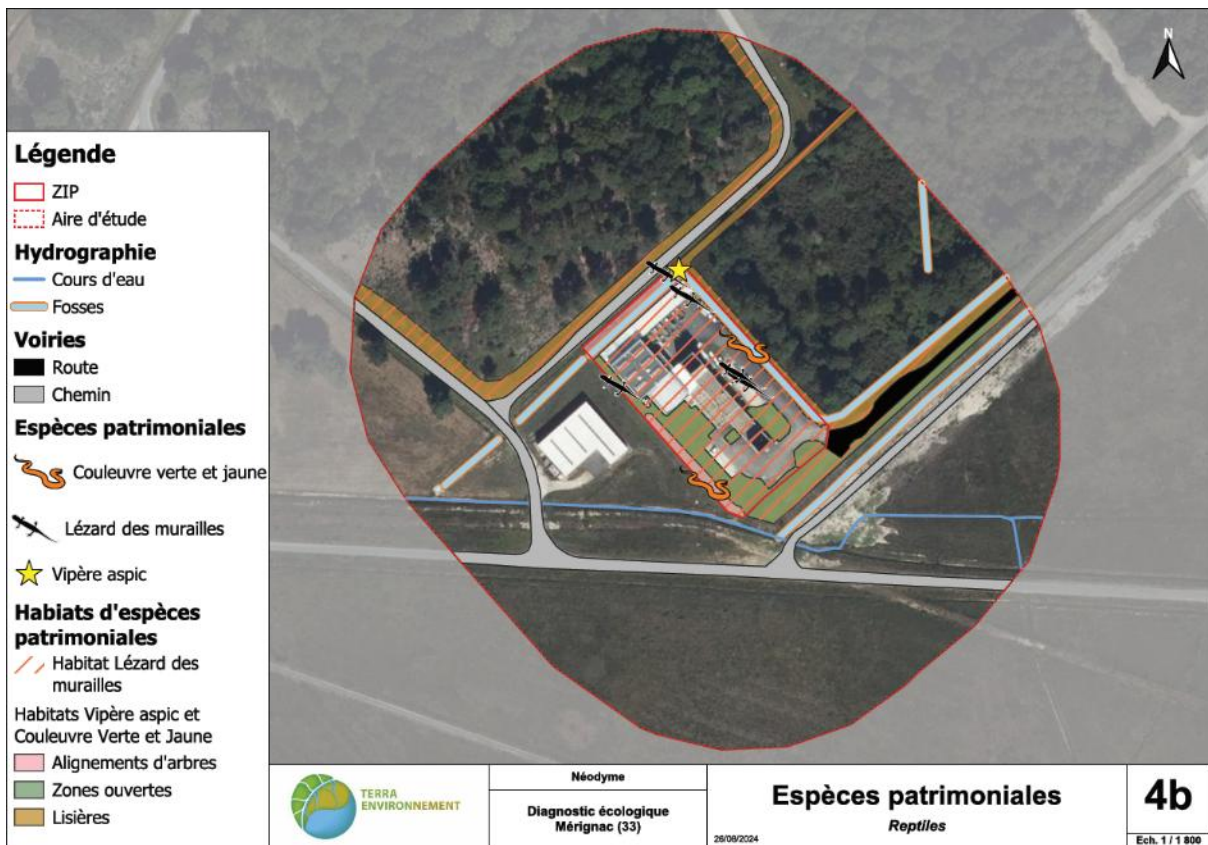 N
Légende
ZIP
Aire d'étude
Hydrographie
Cours d'eau
Fosses
Voiries
Route
Chemin
Espèces patrimoniales
Couleuvre verte et jaune
Lézard des murailles
Vipère aspic
Habiats d'espèces
patrimoniales
Habitat Lézard des
murailles
Habitats Vipère aspic et
Couleuvre Verte et Jaune
Alignements d'arbres
Zones ouvertes
Lisières
TERRA
ENVIRONNEMENT
Néodyme
Diagnostic écologique
Mérignac (33)
Espèces patrimoniales
Reptiles
26/06/2024
4b
Ech. 1 / 1 800